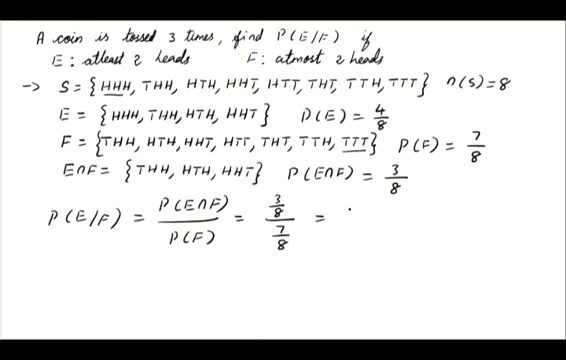 A coin is tossed 3 times, find P(E/F) if
E : atleast 2 heads F : atmost 2 heads
-> S = { HHH, THH, HTH, HHT, HTT, THT, TTH, TTT } n(S) = 8
E = { HHH, THH, HTH, HHT } P(E) = 4/8
F = { THH, HTH, HHT, HTT, THT, TTH, TTT } P(F) = 7/8
E∩F = { THH, HTH, HHT } P(E∩F) = 3/8
P(E/F) = P(E∩F)/P(F) = (3/8)/(7/8) =